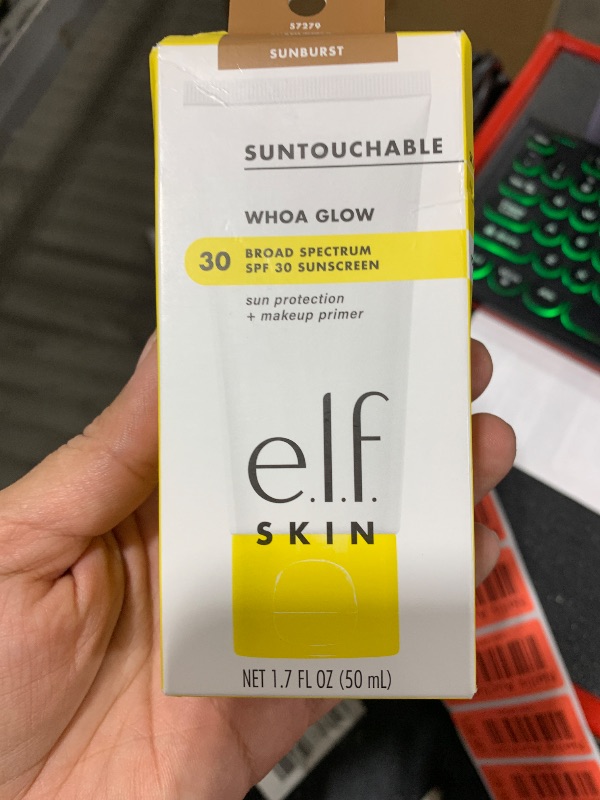 57279
SUNBURST
SUNTOUCHABLE
WHOA GLOW
30
BROAD SPECTRUM
SPF 30 SUNSCREEN
sun protection
+ makeup primer
e.l.f.
SKIN
NET 1.7 FL OZ (50 mL)